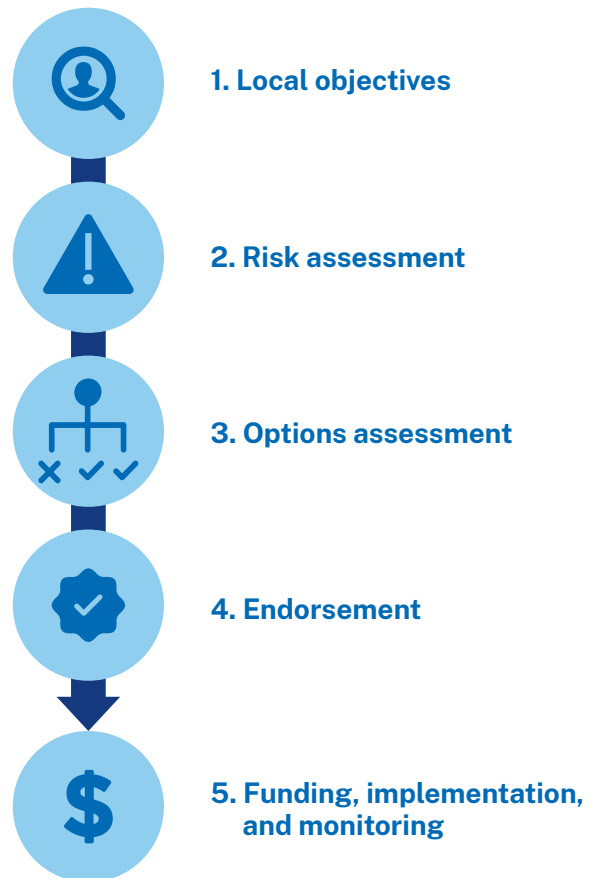 1. Local objectives
2. Risk assessment
3. Options assessment
4. Endorsement
$
5. Funding, implementation,
and monitoring